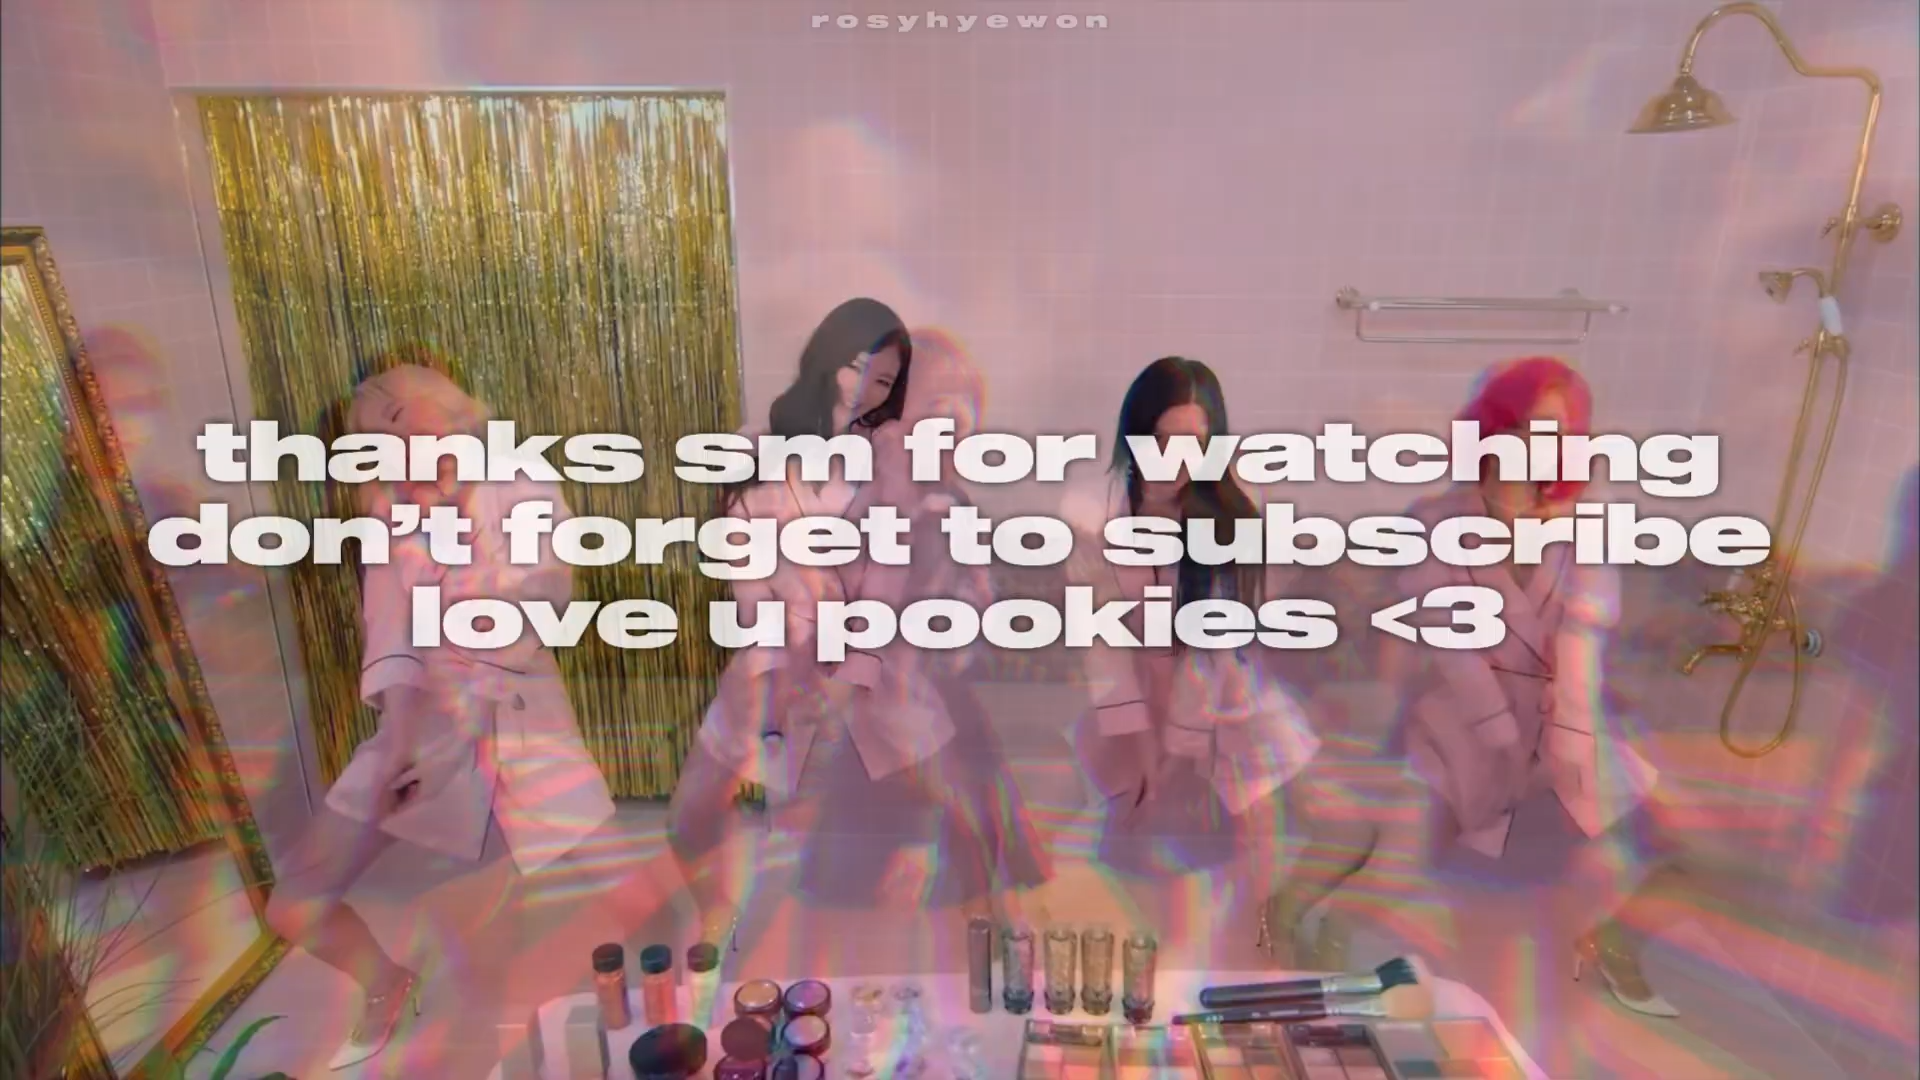 rosyhyewon
thanks sm for watching
don't forget to subscribe
love u pookies <3